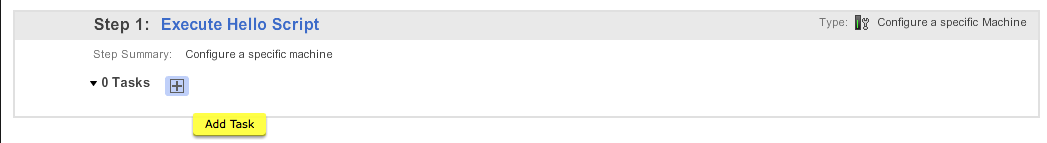 Step 1: Execute Hello Script
Type: Configure a specific Machine
Step Summary: Configure a specific machine
0 Tasks
Add Task